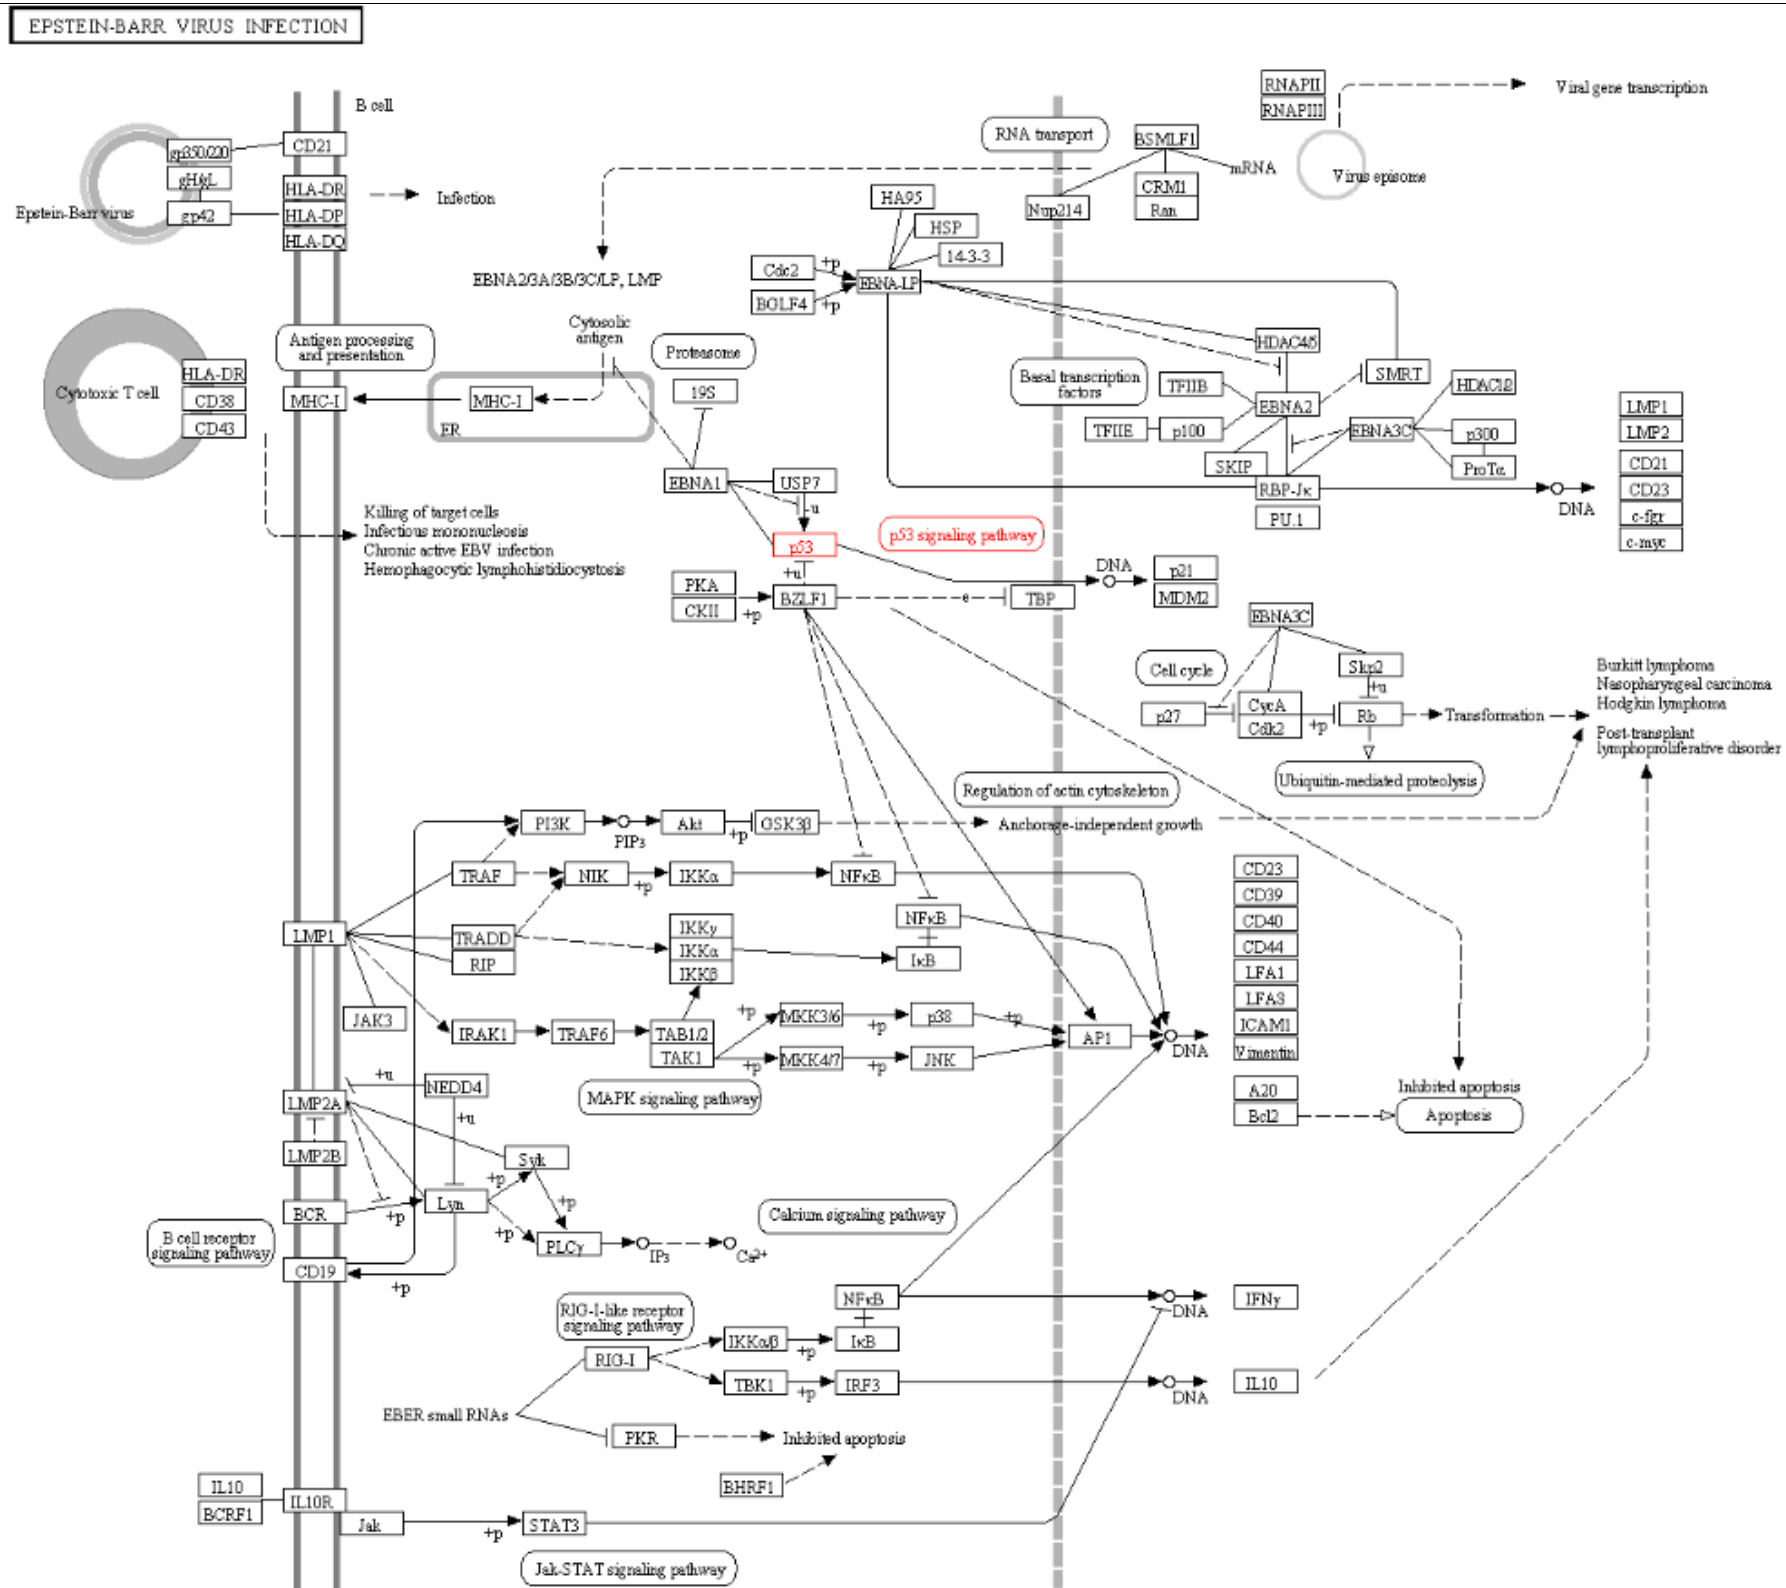 EPSTEIN-BARR VIRUS INFECTION
B cell
gp350/220
CD21
gHgL
HLA-DR
Infection
Epstein-Barr virus
gp42
HLA-DP
HLA-DQ
RNAPII
RNAPIII
Viral gene transcription
RNA transport
BSMLF1
mRNA
Virus episome
CRM1
Ran
Nup214
HA95
HSP
14-3-3
EBNA2/3A/3B/3C/LP, LMP
Cdc2
+p
EBNA-LP
BGLF4
+p
Cytosolic
antigen
Antigen processing
and presentation
Proteasome
HDAC4/5
Cytotoxic T cell
HLA-DR
CD38
CD43
MHC-I
MHC-I
ER
19S
Basal transcription
factors
TFIIB
SMRT
HDAC1/2
EBNA2
TFIIE
p100
EBNA3C
p300
SKIP
ProTα
RBP-Jκ
PU.1
DNA
LMP1
LMP2
CD21
CD23
c-fgr
c-myc
EBNA1
USP7
-u
p53
p53 signaling pathway
Killing of target cells
Infectious mononucleosis
Chronic active EBV infection
Hemophagocytic lymphohistidiocystosis
+u
PKA
CKII
+p
BZLF1
e
TBP
DNA
p21
MDM2
EBNA3C
Cell cycle
Skp2
+u
p27
CycA
Cdk2
+p
Rb
Transformation
Burkitt lymphoma
Nasopharyngeal carcinoma
Hodgkin lymphoma
Post-transplant
lymphoproliferative disorder
Ubiquitin-mediated proteolysis
Regulation of actin cytoskeleton
PI3K
PIP3
Akt
+p
GSK3β
Anchorage-independent growth
TRAF
NIK
+p
IKKα
NFκB
LMP1
TRADD
RIP
IKKγ
IKKα
IKKβ
NFκB
IκB
JAK3
IRAK1
TRAF6
TAB1/2
TAK1
+p
+p
MKK3/6
+p
p38
+p
MKK4/7
+p
JNK
AP1
DNA
CD23
CD39
CD40
CD44
LFA1
LFA3
ICAM1
Vimentin
A20
Bcl2
Inhibited apoptosis
Apoptosis
MAPK signaling pathway
+u
NEDD4
+u
LMP2A
LMP2B
Syk
+p
+p
BCR
+p
Lyn
+p
PLCγ
IP3
Ca2+
Calcium signaling pathway
B cell receptor
signaling pathway
CD19
+p
RIG-I-like receptor
signaling pathway
NFκB
DNA
IFNγ
RIG-I
IKKα/β
+p
IκB
TBK1
+p
IRF3
DNA
IL10
EBER small RNAs
PKR
Inhibited apoptosis
BHRF1
IL10
BCRF1
IL10R
Jak
+p
STAT3
Jak-STAT signaling pathway